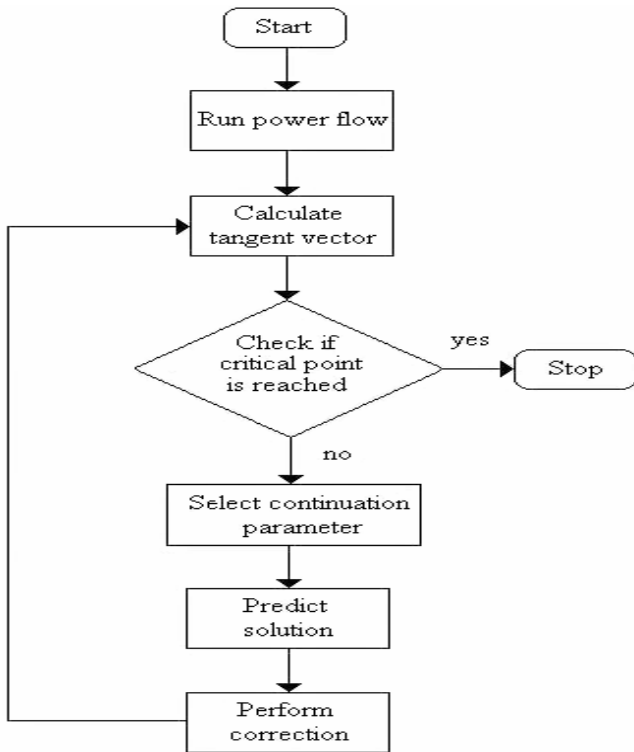 Start
Run power flow
Calculate
tangent vector
Check if
critical point
is reached
yes
Stop
no
Select continuation
parameter
Predict
solution
Perform
correction